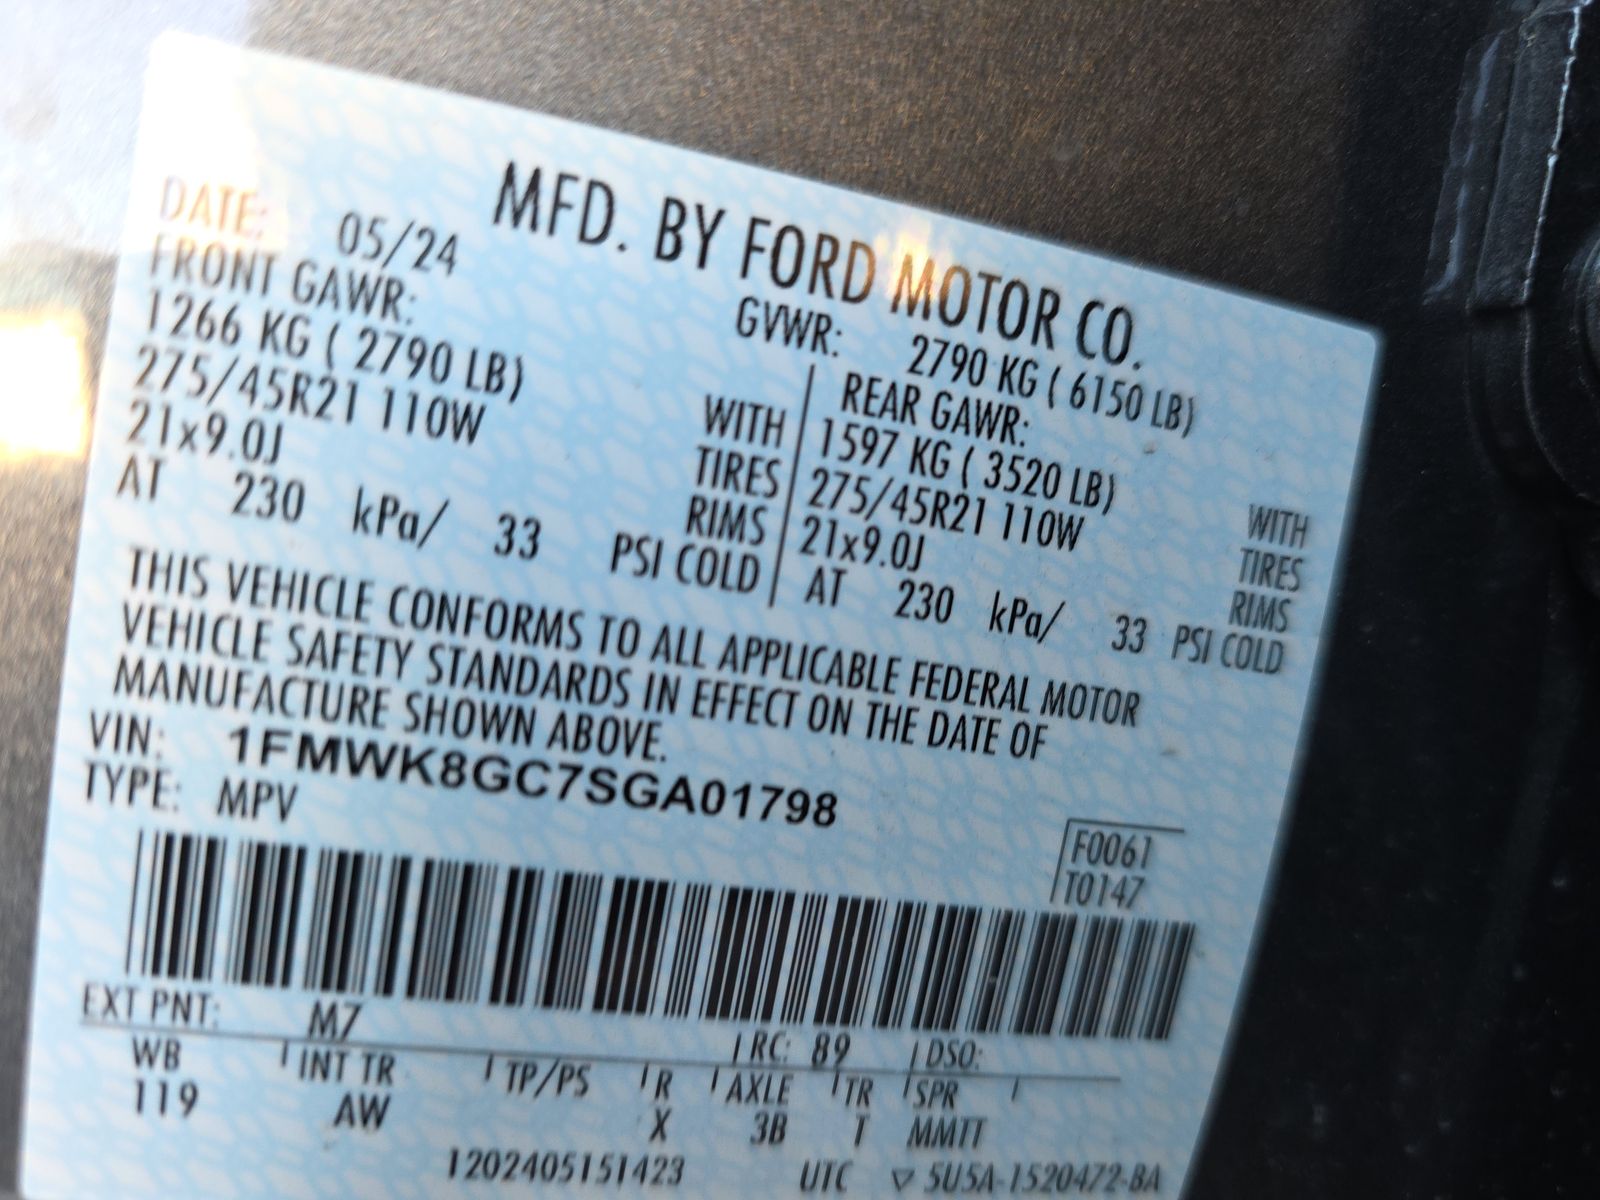 MFD. BY FORD MOTOR CO.
DATE: 05/24 GVWR: 2790 KG ( 6150 LB)
FRONT GAWR: REAR GAWR:
1266 KG ( 2790 LB) WITH 1597 KG ( 3520 LB) WITH
275/45R21 110W TIRES 275/45R21 110W TIRES
21x9.0J RIMS 21x9.0J RIMS
AT 230 kPa/ 33 PSI COLD AT 230 kPa/ 33 PSI COLD
THIS VEHICLE CONFORMS TO ALL APPLICABLE FEDERAL MOTOR
VEHICLE SAFETY STANDARDS IN EFFECT ON THE DATE OF
MANUFACTURE SHOWN ABOVE.
VIN: 1FMWK8GC7SGA01798
TYPE: MPV
F0061
T0147
EXT PNT: M7 RC: 89 DSO:
WB INT TR TP/PS R AXLE TR SPR
119 AW X 3B T MMTT
1202405151423 UTC ▽ 5U5A-1520472-BA